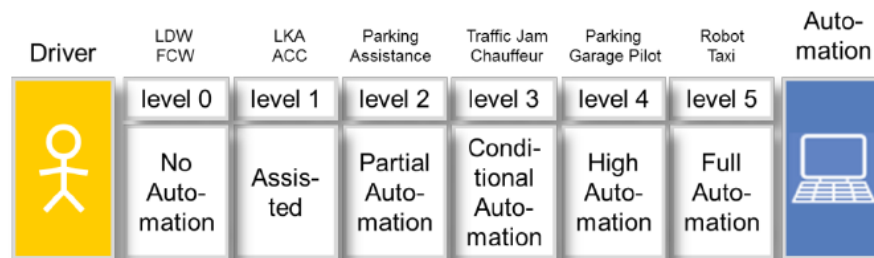 Driver
LDW
FCW
LKA
ACC
Parking
Assistance
Traffic Jam
Chauffeur
Parking
Garage Pilot
Robot
Taxi
Auto-
mation
level 0
level 1
level 2
level 3
level 4
level 5
No
Auto-
mation
Assis-
ted
Partial
Auto-
mation
Condi-
tional
Auto-
mation
High
Auto-
mation
Full
Auto-
mation